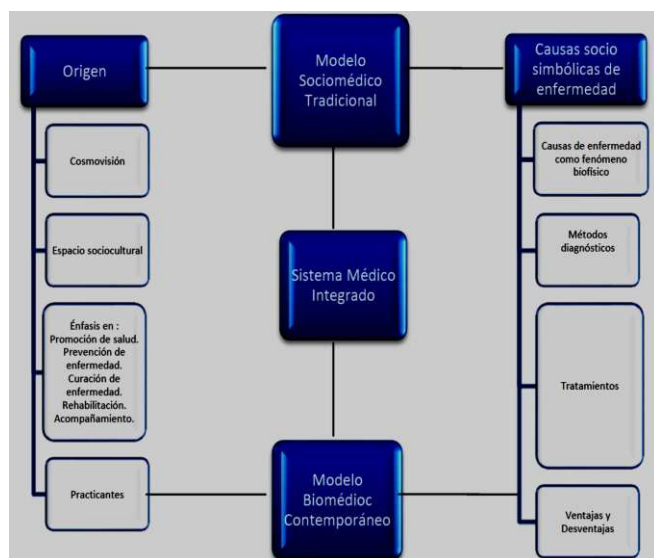 Origen
Cosmovisión
Espacio sociocultural
Énfasis en :
Promoción de salud.
Prevención de
enfermedad.
Curación de
enfermedad.
Rehabilitación.
Acompañamiento.
Practicantes
Modelo
Sociomédico
Tradicional
Sistema Médico
Integrado
Modelo
Biomédioc
Contemporáneo
Causas socio
simbólicas de
enfermedad
Causas de enfermedad
como fenómeno
biofísico
Métodos
diagnósticos
Tratamientos
Ventajas y
Desventajas